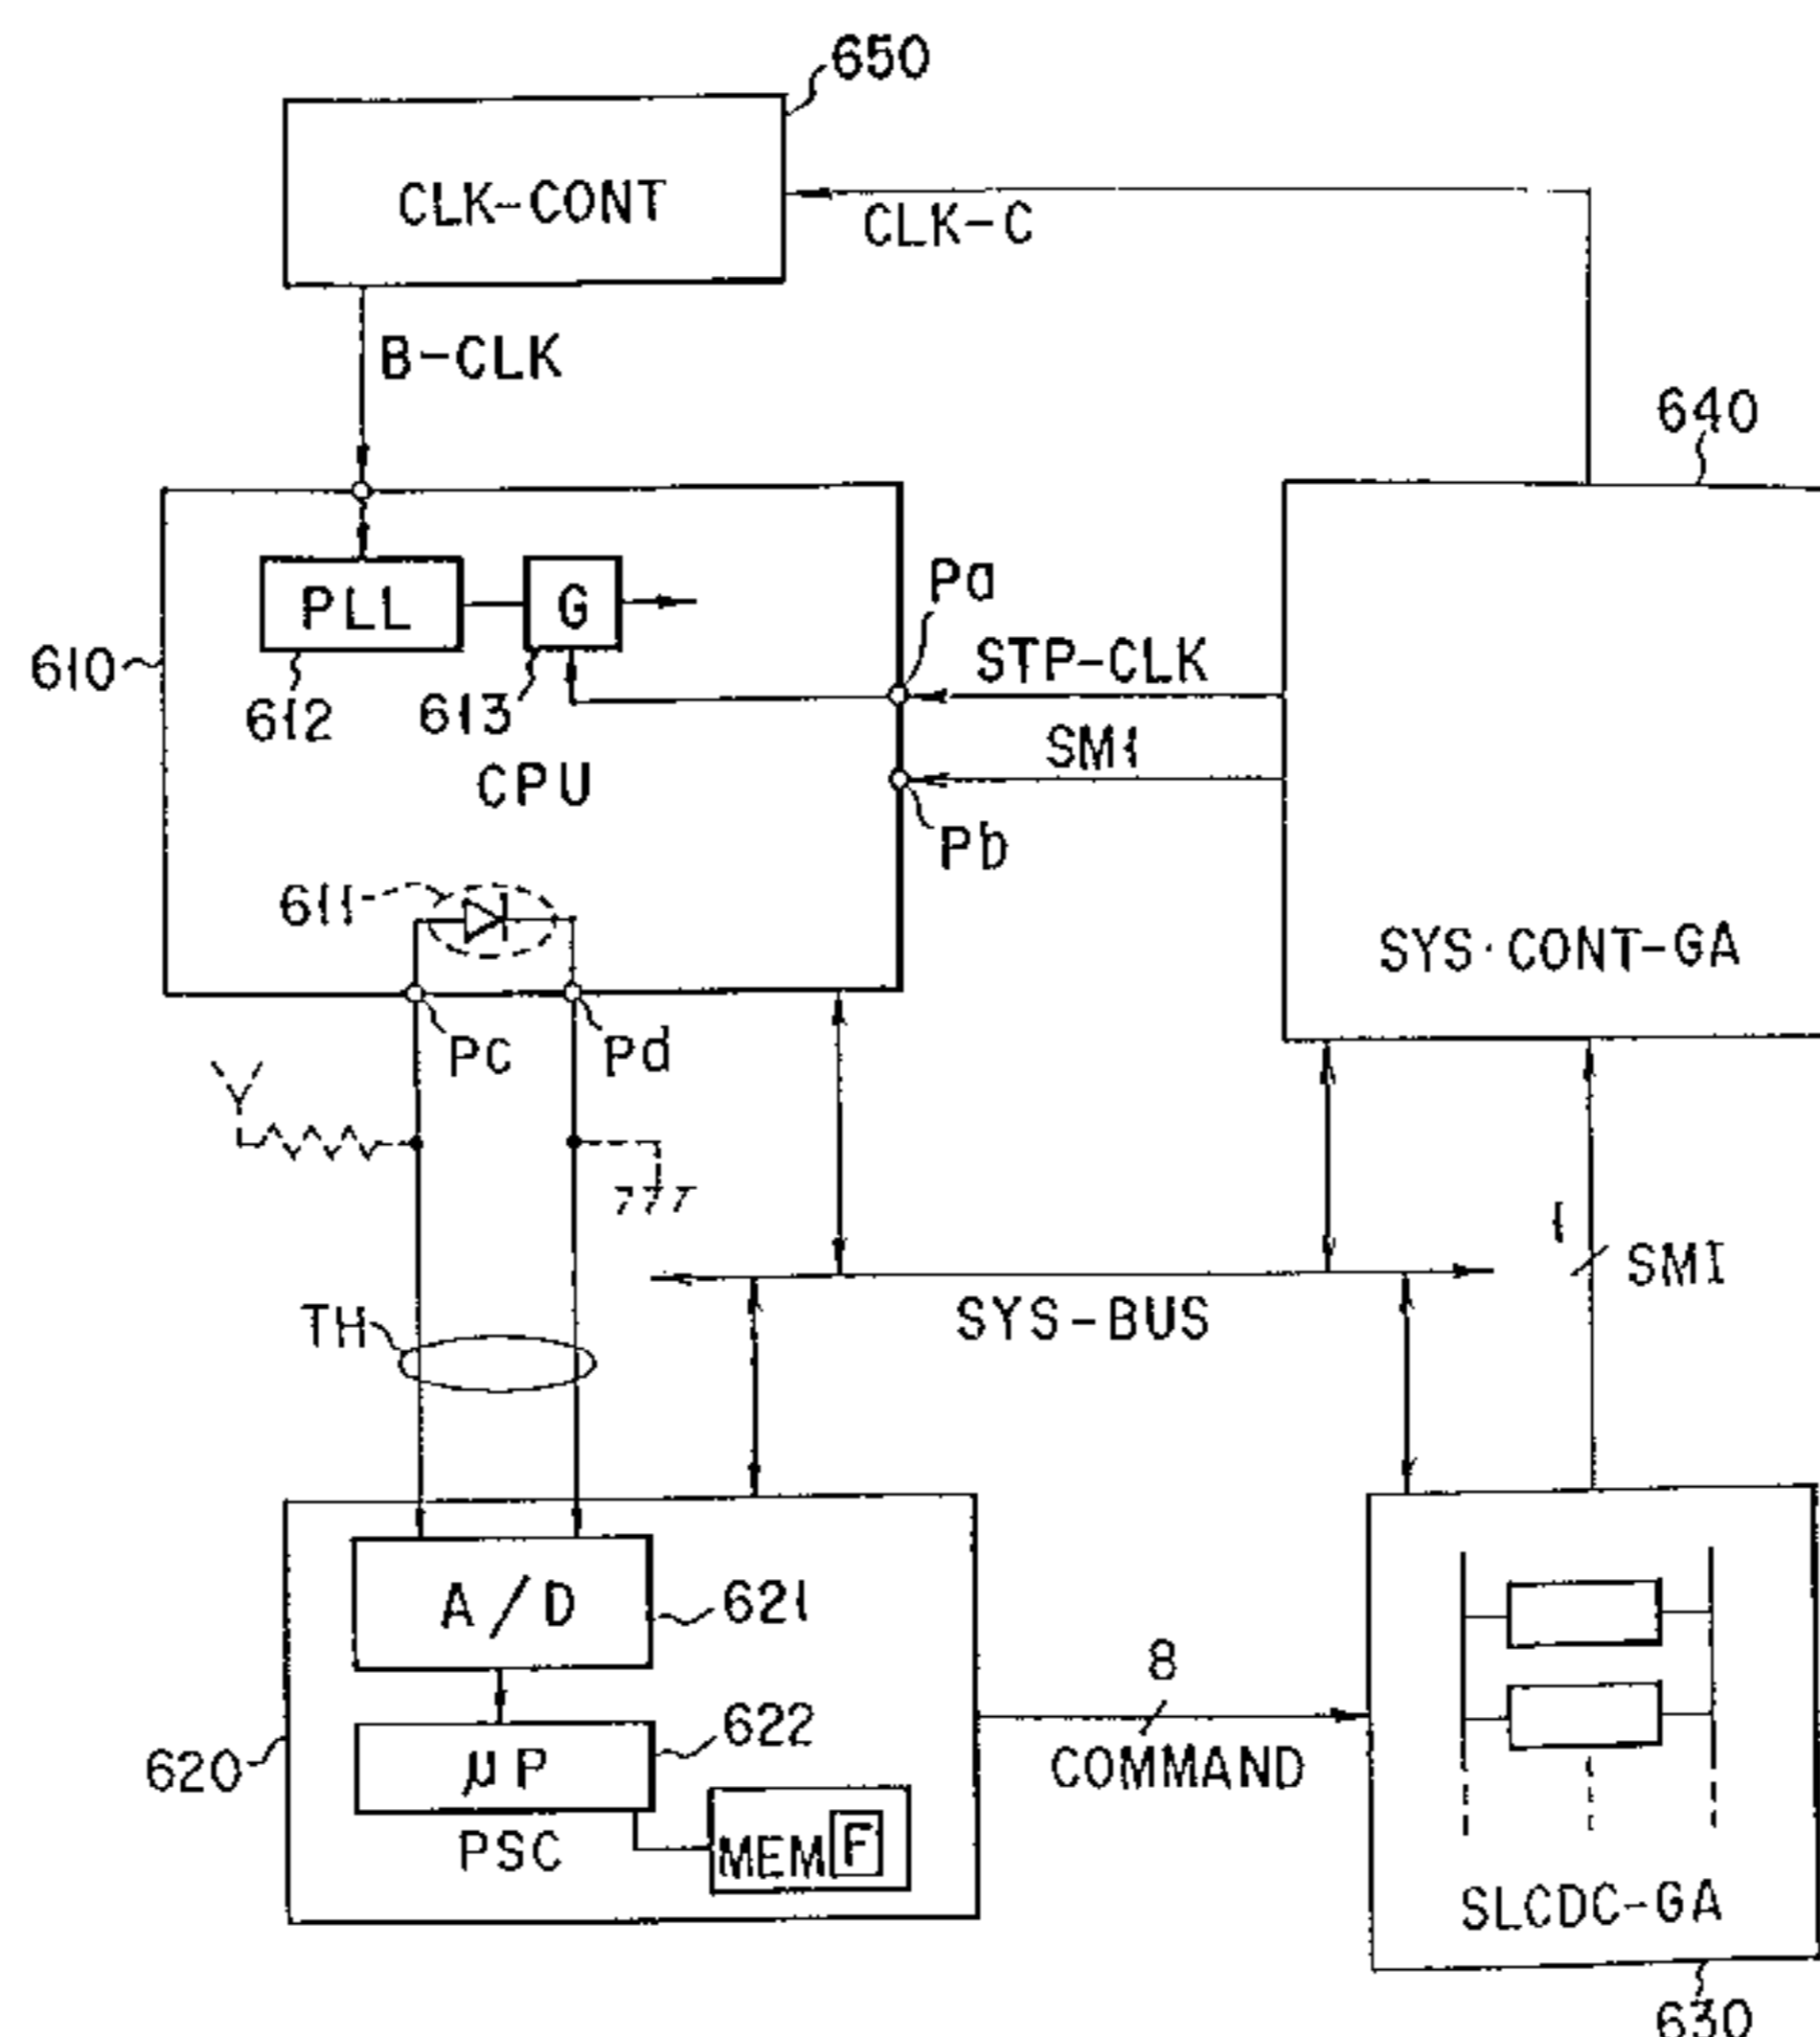 650
CLK-CONT
CLK-C
B-CLK
640
Pa
PLL
G
STP-CLK
610
612
613
SMI
CPU
Pb
611
SYS·CONT-GA
Pc
Pd
1
SMI
TH
SYS-BUS
A/D
621
8
622
620
μP
COMMAND
PSC
MEM F
SLCDC-GA
630